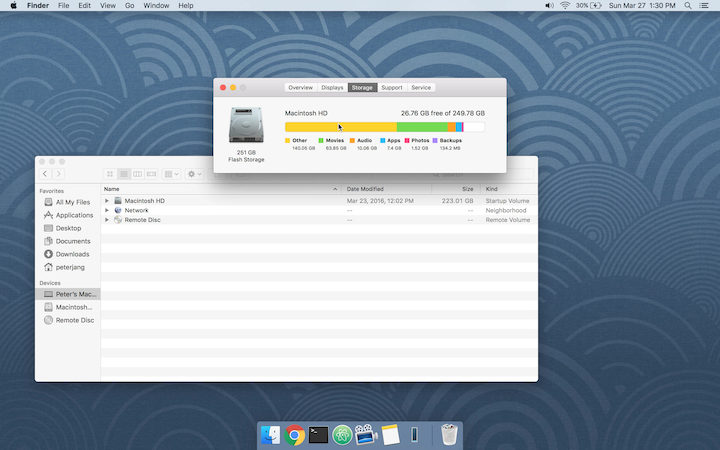 Finder File Edit View Go Window Help 30% Sun Mar 27 1:30 PM
Overview Displays Storage Support Service
Macintosh HD 26.76 GB free of 249.78 GB
Other Movies Audio Apps Photos Backups
140.05 GB 63.85 GB 10.06 GB 7.4 GB 1.52 GB 134.2 MB
251 GB
Flash Storage
Favorites
All My Files
Applications
Desktop
Documents
Downloads
peterjang
Devices
Peter's Mac...
Macintosh...
Remote Disc
Name Date Modified Size Kind
Macintosh HD Mar 23, 2016, 12:02 PM 223.01 GB Startup Volume
Network -- -- Neighborhood
Remote Disc -- -- Remote Volume